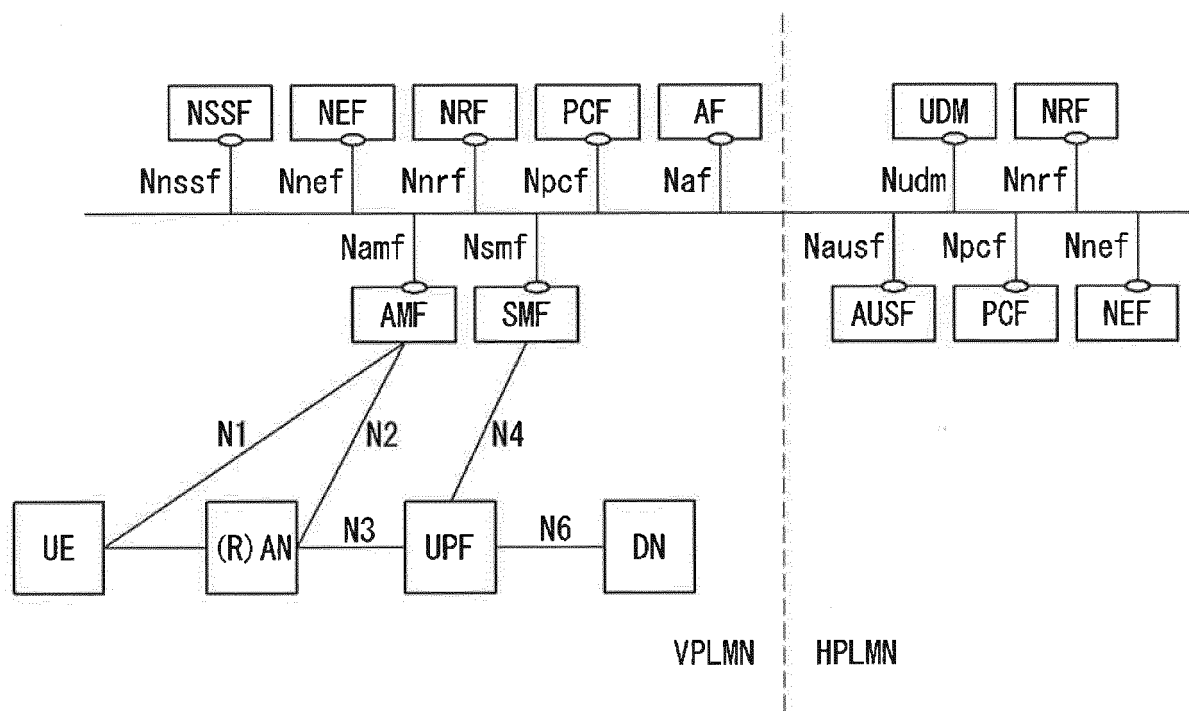 NSSF NEF NRF PCF AF UDM NRF
Nnssf Nnef Nnrf Npcf Naf Nudm Nnrf
Namf Nsmf Nausf Npcf Nnef
AMF SMF AUSF PCF NEF
N1 N2 N4
UE (R)AN N3 UPF N6 DN
VPLMN HPLMN